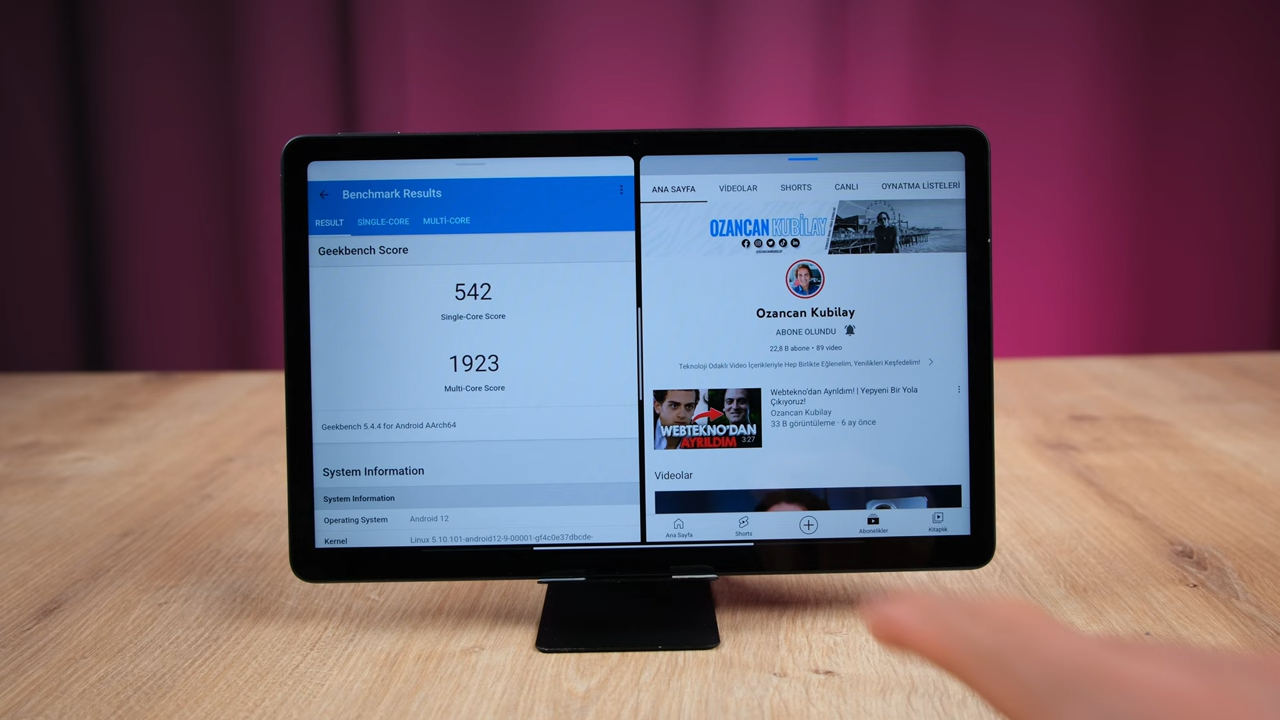 Benchmark Results
RESULT SİNGLE-CORE MULTİ-CORE
Geekbench Score
542
Single-Core Score
1923
Multi-Core Score
Geekbench 5.4.4 for Android AArch64
System Information
System Information
Operating System Android 12
Kernel Linux 5.10.101-android12-9-00001-gf4c0e37dbcde-
ANA SAYFA VİDEOLAR SHORTS CANLI OYNATMA LİSTELERİ
OZANCAN KUBİLAY
Ozancan Kubilay
ABONE OLUNDU
22,8 B abone • 89 video
Teknoloji Odaklı Video İçerikleriyle Hep Birlikte Eğlenelim, Yenilikleri Keşfedelim!
WEBTEKNO'DAN
AYRILDIM
3:27
Webtekno'dan Ayrıldım! | Yepyeni Bir Yola
Çıkıyoruz!
Ozancan Kubilay
33 B görüntüleme · 6 ay önce
Videolar
Ana Sayfa Shorts Abonelikler Kitaplık